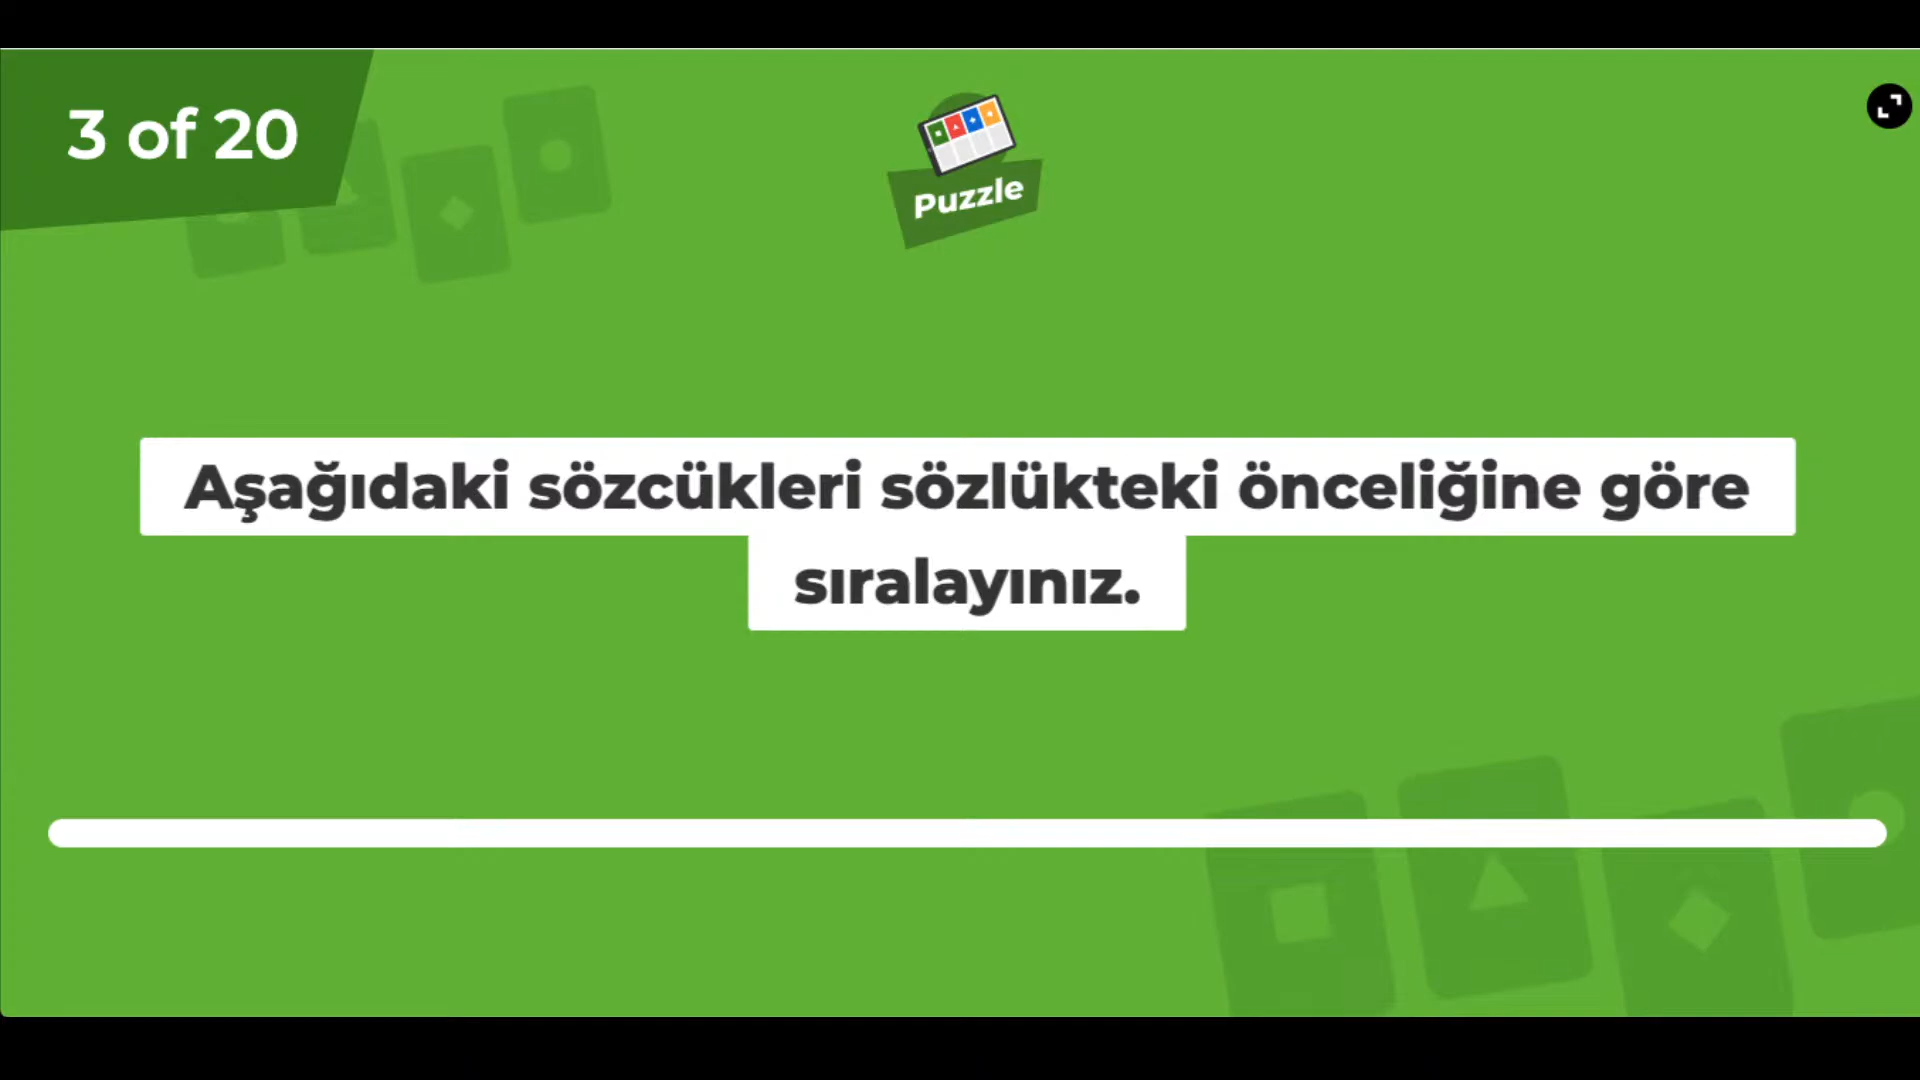 3 of 20
Puzzle
Aşağıdaki sözcükleri sözlükteki önceliğine göre
sıralayınız.